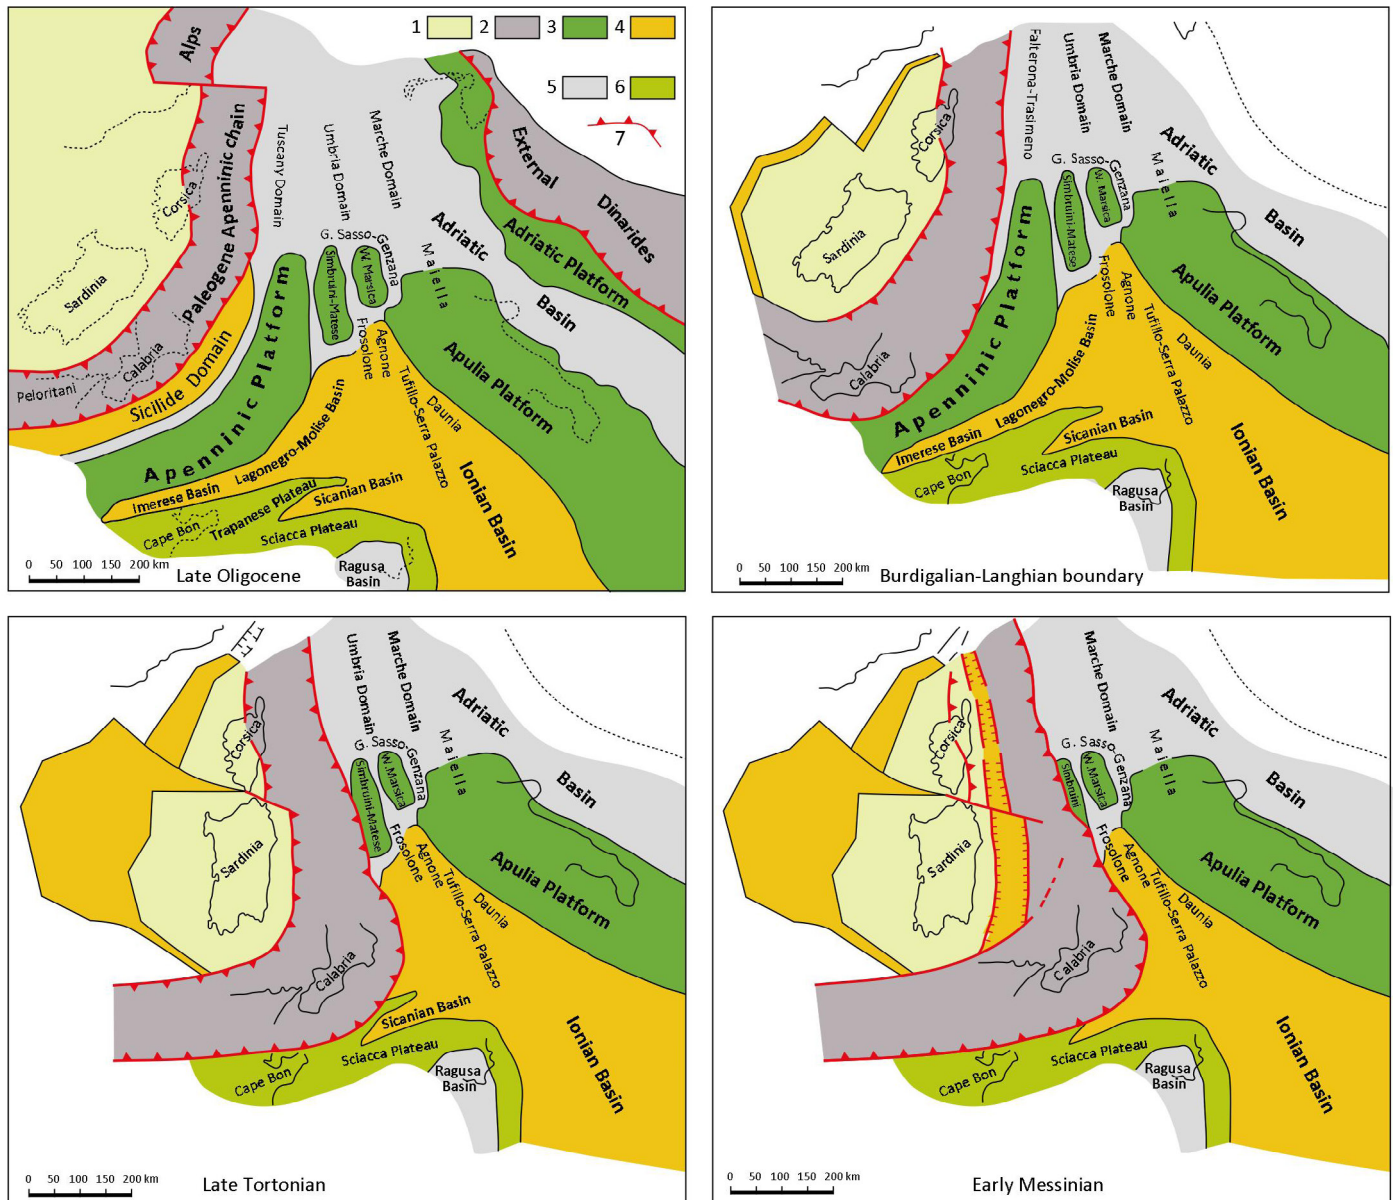 1 2 3 4
5 6
7
Alps
Paleogene Apenninic chain
Corsica
Sardinia
Calabria
Peloritani
Sicilide Domain
Tuscany Domain
Umbria Domain
Marche Domain
External
Dinarides
Adriatic Platform
Adriatic
Basin
G. Sasso-Genzana
Simbruini-Matese
W. Marsica
Maiella
Apenninic Platform
Apulia Platform
Frosolone
Agnone
Tufillo-Serra Palazzo
Daunia
Lagonegro-Molise Basin
Imerese Basin
Trapanese Plateau
Sicanian Basin
Cape Bon
Sciacca Plateau
Ionian Basin
Ragusa
Basin
0 50 100 150 200 km
Late Oligocene
Falterona-Trasimeno
Umbria Domain
Marche Domain
Adriatic
Basin
Corsica
Sardinia
Calabria
G. Sasso-Genzana
Simbruini-Matese
W. Marsica
Maiella
Apenninic Platform
Apulia Platform
Frosolone
Agnone
Tufillo-Serra Palazzo
Daunia
Lagonegro-Molise Basin
Imerese Basin
Sicanian Basin
Cape Bon
Sciacca Plateau
Ionian Basin
Ragusa
Basin
0 50 100 150 200 km
Burdigalian-Langhian boundary
Umbria Domain
Marche Domain
Adriatic
Basin
Corsica
Sardinia
Calabria
G. Sasso-Genzana
Simbruini-Matese
W.Marsica
Maiella
Apulia Platform
Frosolone
Agnone
Tufillo-Serra Palazzo
Daunia
Sicanian Basin
Cape Bon
Sciacca Plateau
Ionian Basin
Ragusa
Basin
0 50 100 150 200 km
Late Tortonian
Marche Domain
Adriatic
Basin
Corsica
Sardinia
Calabria
G. Sasso-Genzana
Simbruini
W.Marsica
Maiella
Apulia Platform
Frosolone
Agnone
Tufillo-Serra Palazzo
Daunia
Cape Bon
Sciacca Plateau
Ionian Basin
Ragusa
Basin
0 50 100 150 200 km
Early Messinian